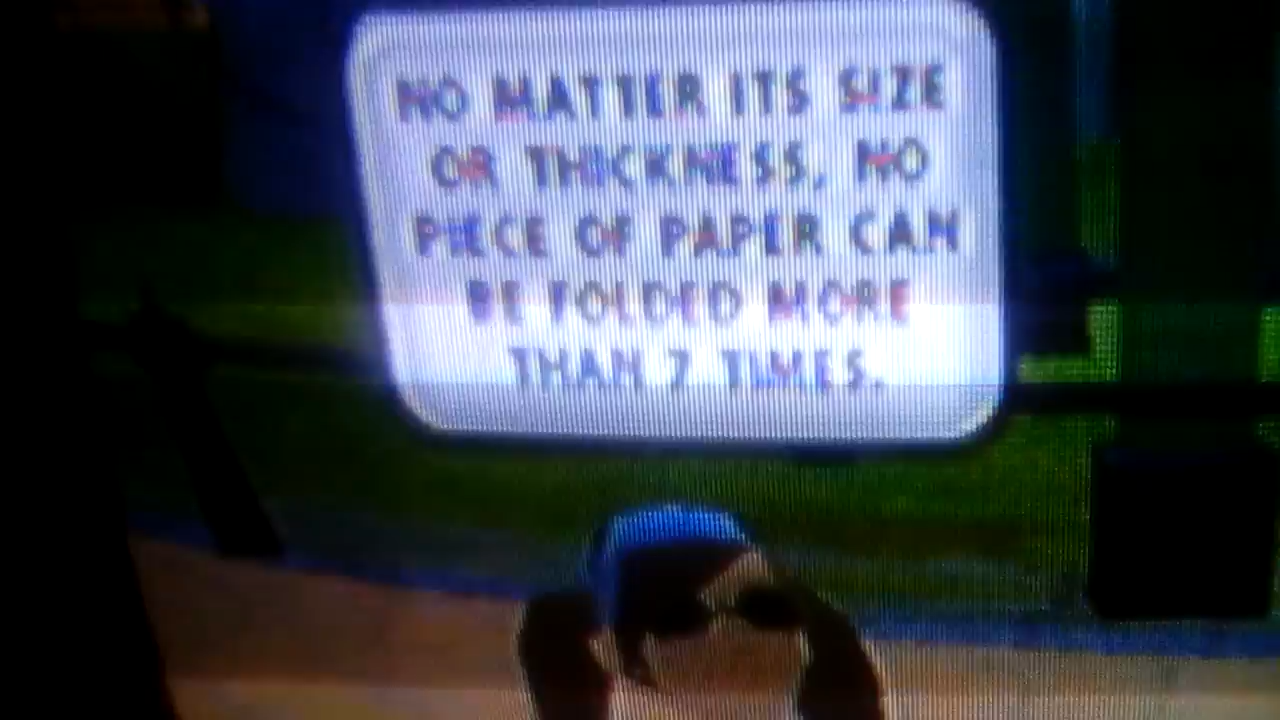 NO MATTER ITS SIZE
OR THICKNESS, NO
PIECE OF PAPER CAN
BE FOLDED MORE
THAN 7 TIMES.